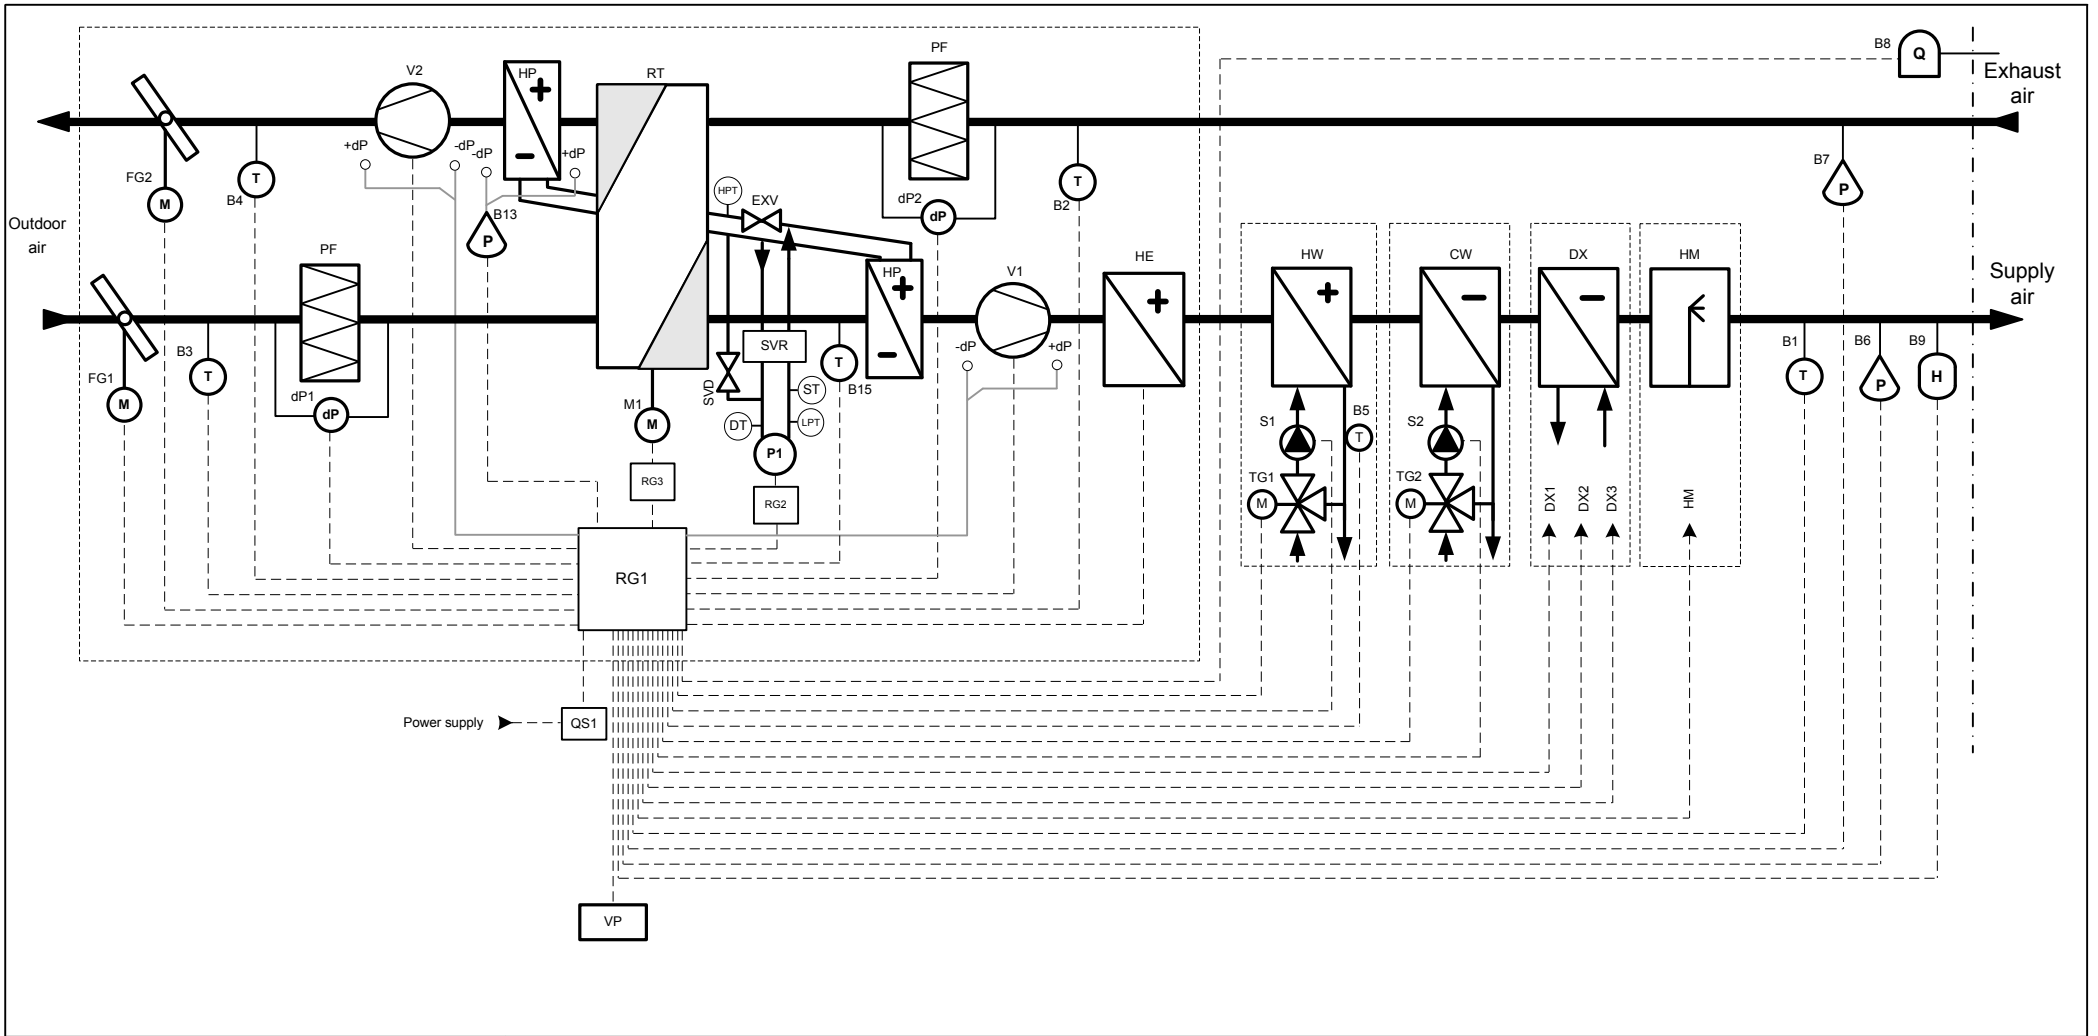 B8
Q
Exhaust
air
V2
HP
RT
PF
+dP
-dP
-dP
+dP
FG2
M
T
B4
B13
P
HPT
EXV
dP2
dP
T
B2
B7
P
Outdoor
air
PF
HP
V1
HE
HW
CW
DX
HM
Supply
air
B3
T
FG1
M
dP1
dP
SVR
T
B15
SVD
ST
DT
LPT
M1
M
P1
-dP
+dP
B1
T
B6
P
B9
H
S1
B5
T
S2
RG3
RG2
TG1
M
TG2
M
DX1
DX2
DX3
HM
RG1
Power supply
QS1
VP